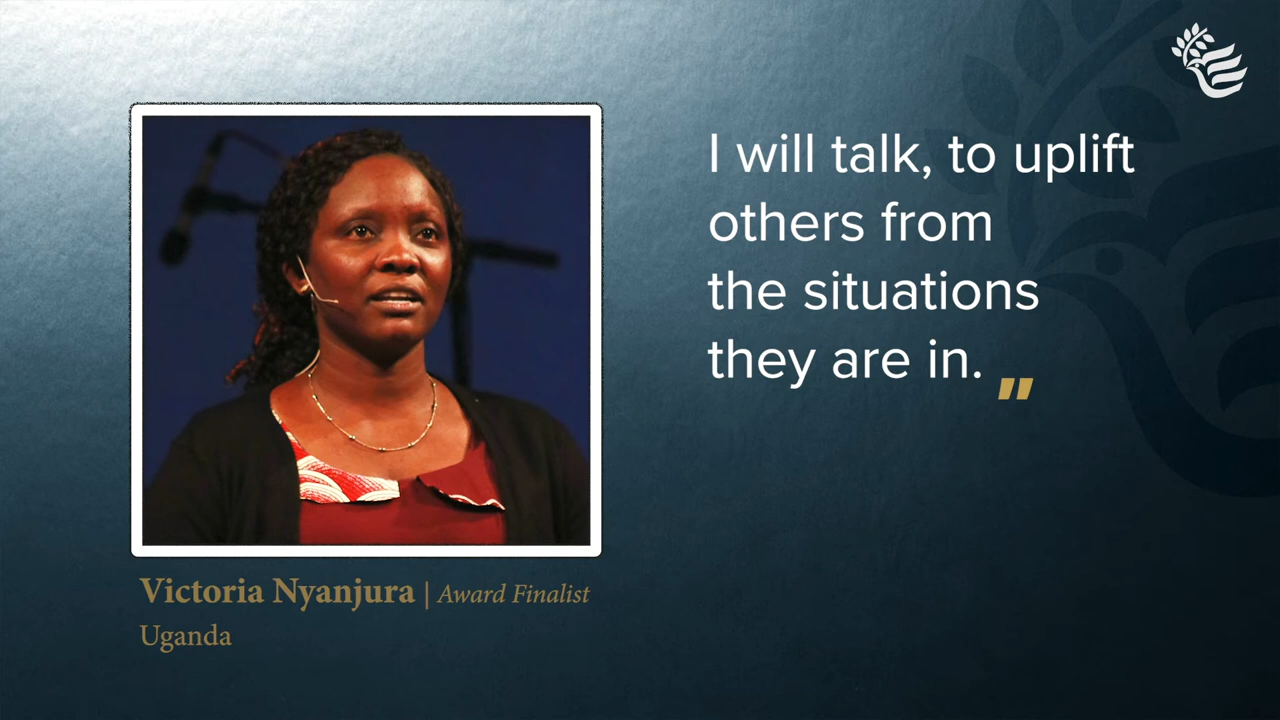 I will talk, to uplift
others from
the situations
they are in. "
Victoria Nyanjura | Award Finalist
Uganda